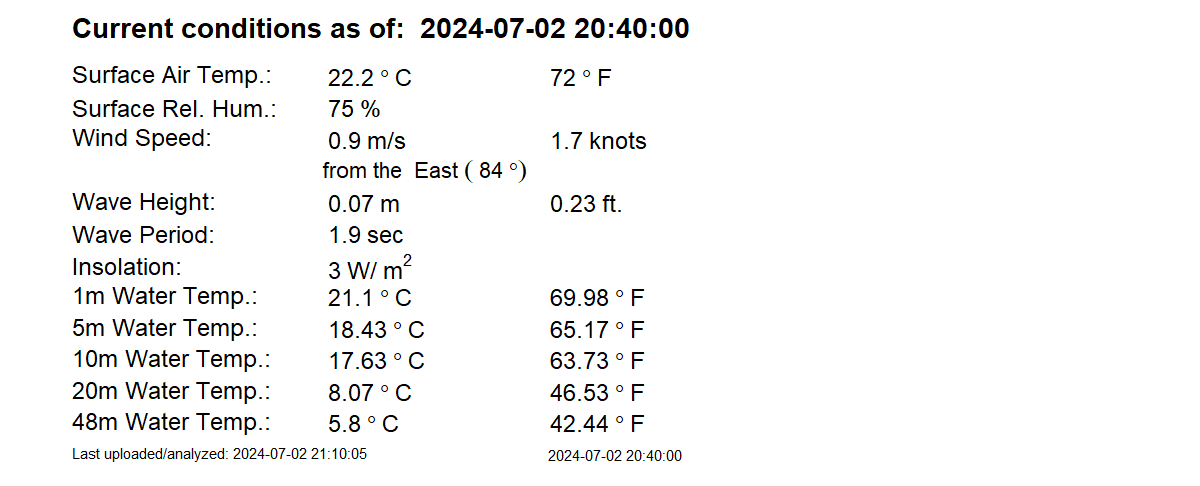 Current conditions as of: 2024-07-02 20:40:00
Surface Air Temp.: 22.2 ° C 72 ° F
Surface Rel. Hum.: 75 %
Wind Speed: 0.9 m/s 1.7 knots
from the East ( 84 °)
Wave Height: 0.07 m 0.23 ft.
Wave Period: 1.9 sec
Insolation: 3 W/ m²
1m Water Temp.: 21.1 ° C 69.98 ° F
5m Water Temp.: 18.43 ° C 65.17 ° F
10m Water Temp.: 17.63 ° C 63.73 ° F
20m Water Temp.: 8.07 ° C 46.53 ° F
48m Water Temp.: 5.8 ° C 42.44 ° F
Last uploaded/analyzed: 2024-07-02 21:10:05 2024-07-02 20:40:00